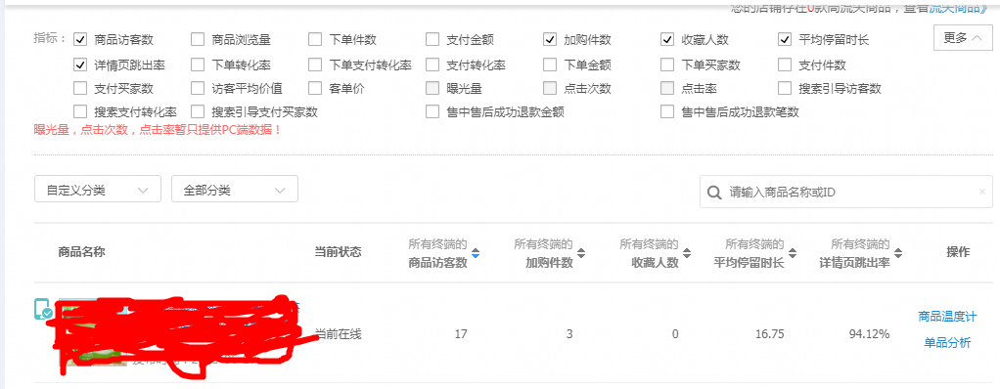 您的店铺存在0款高流失商品，查看流失商品》
指标： 商品访客数 商品浏览量 下单件数 支付金额 加购件数 收藏人数 平均停留时长 更多
详情页跳出率 下单转化率 下单支付转化率 支付转化率 下单金额 下单买家数 支付件数
支付买家数 访客平均价值 客单价 曝光量 点击次数 点击率 搜索引导访客数
搜索支付转化率 搜索引导支付买家数 售中售后成功退款金额 售中售后成功退款笔数
曝光量，点击次数，点击率暂只提供PC端数据！
自定义分类 全部分类 请输入商品名称或ID ×
所有终端的 所有终端的 所有终端的 所有终端的 所有终端的
商品名称 当前状态 商品访客数 加购件数 收藏人数 平均停留时长 详情页跳出率 操作
当前在线 17 3 0 16.75 94.12% 商品温度计
单品分析